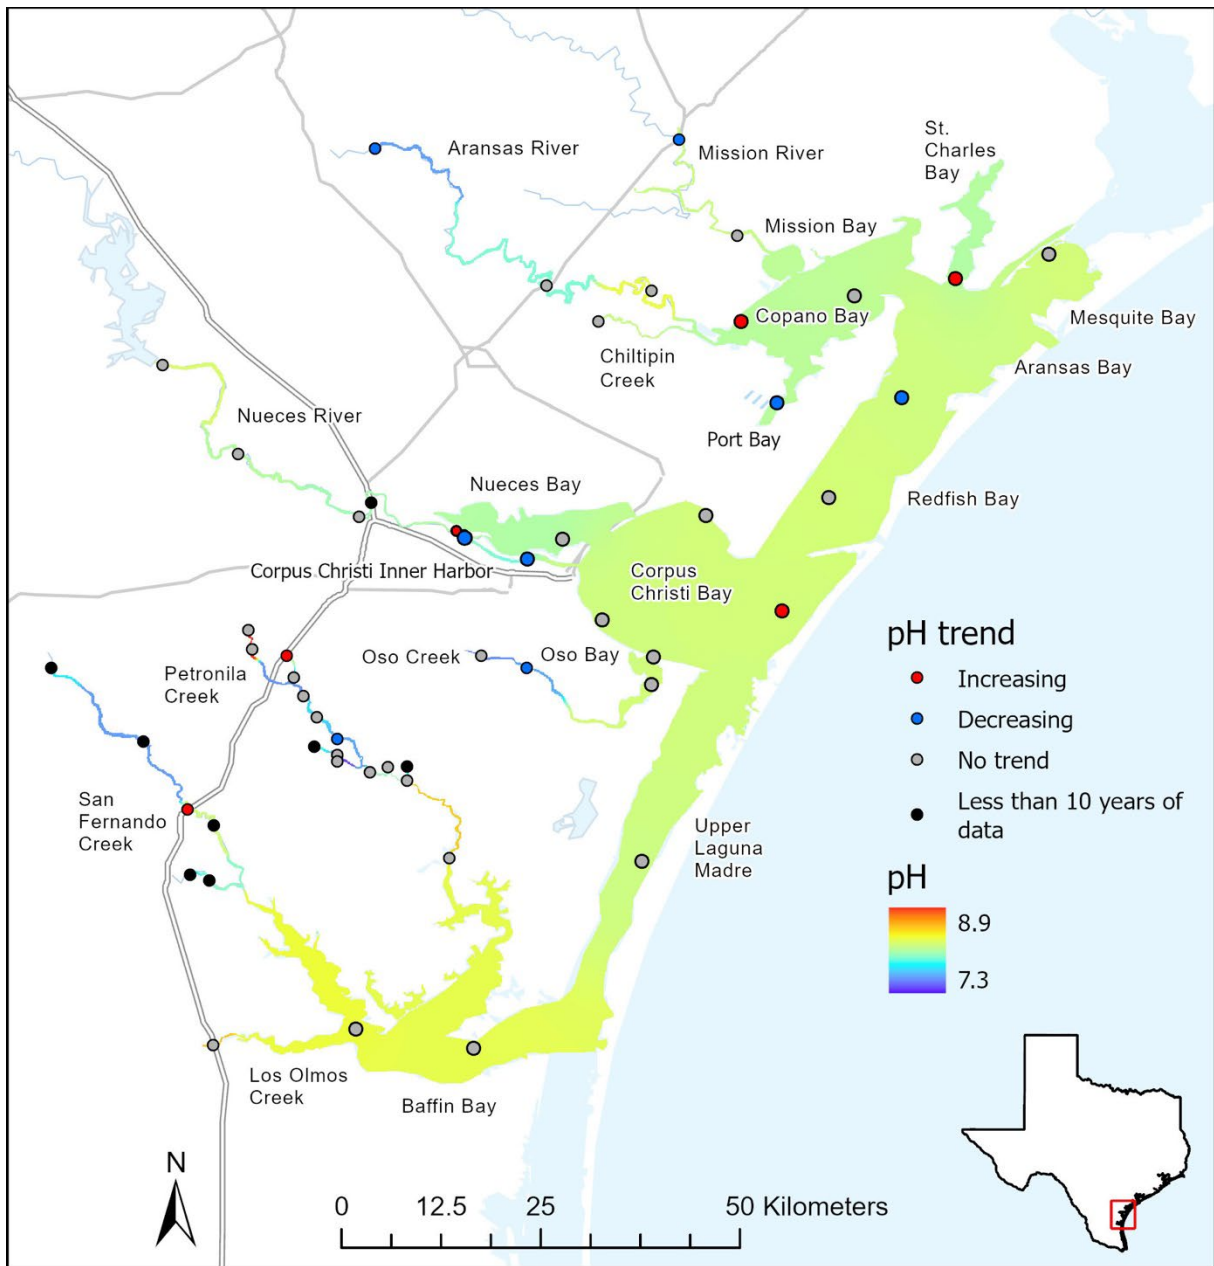 St.
Charles
Bay
Aransas River
Mission River
Mission Bay
Copano Bay
Mesquite Bay
Aransas Bay
Chiltipin
Creek
Nueces River
Port Bay
Nueces Bay
Redfish Bay
Corpus Christi Inner Harbor
Corpus
Christi Bay
Petronila
Creek
Oso Creek
Oso Bay
San
Fernando
Creek
Upper
Laguna
Madre
Los Olmos
Creek
Baffin Bay
pH trend
Increasing
Decreasing
No trend
Less than 10 years of
data
pH
8.9
7.3
N
0 12.5 25 50 Kilometers